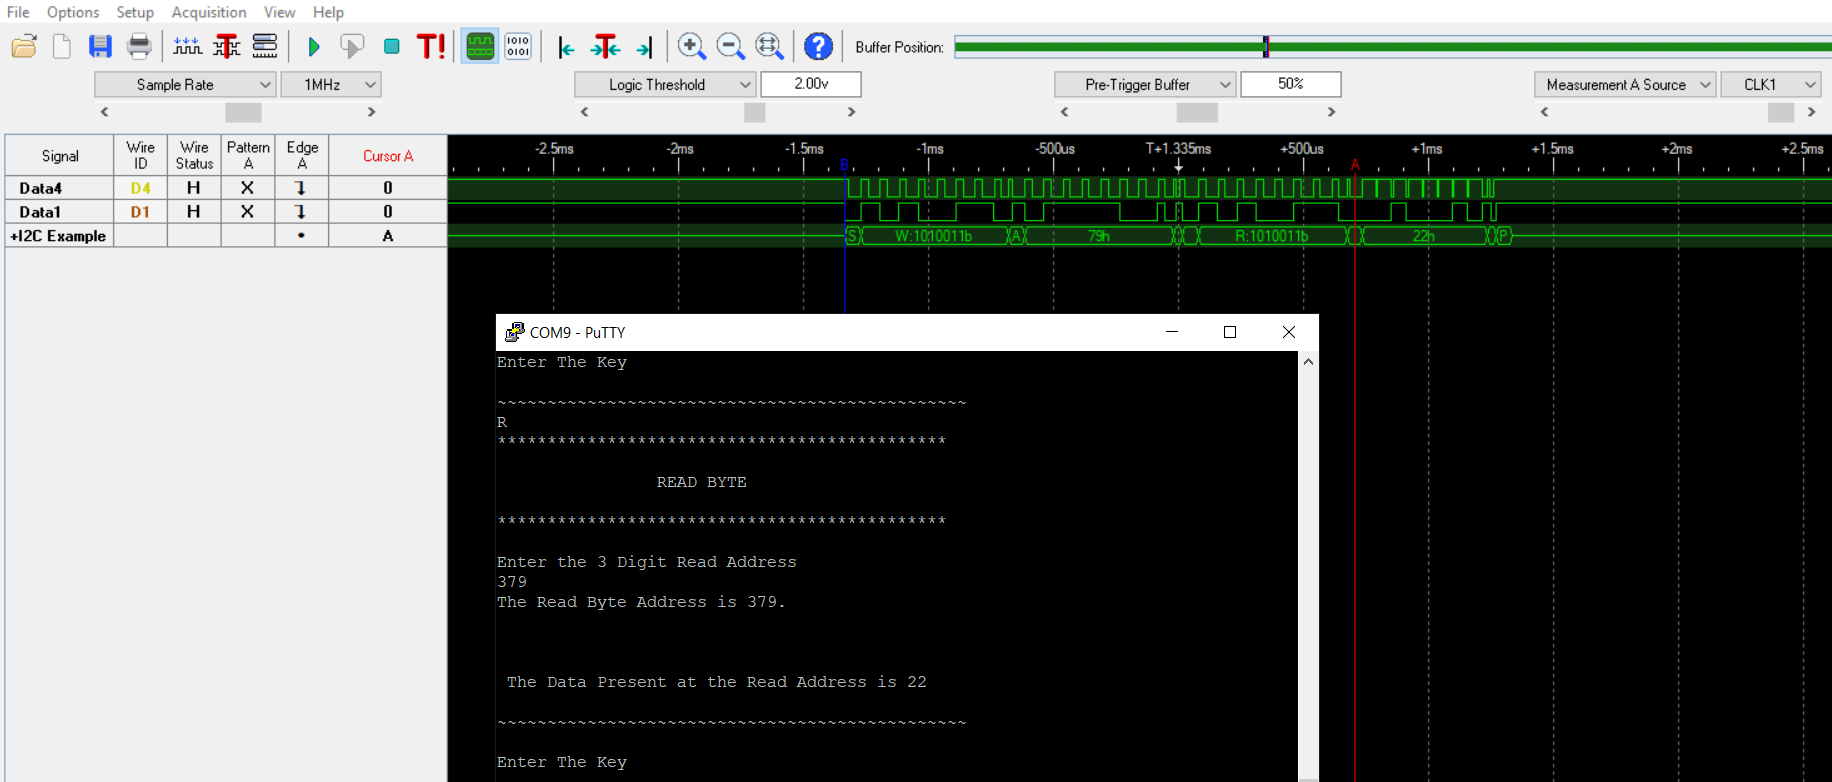 File Options Setup Acquisition View Help
T! 1010 0101 ? Buffer Position:
Sample Rate 1MHz Logic Threshold 2.00v Pre-Trigger Buffer 50% Measurement A Source CLK1
Signal Wire ID Wire Status Pattern A Edge A Cursor A
-2.5ms -2ms -1.5ms -1ms -500us T+1.335ms +500us +1ms +1.5ms +2ms +2.5ms
B A
Data4 D4 H X 0
Data1 D1 H X 0
+I2C Example A
S W:1010011b A 79h R:1010011b 22h P
COM9 - PuTTY
Enter The Key
~~~~~~~~~~~~~~~~~~~~~~~~~~~~~~~~~~~~~~~~~~~~~~~
R
*********************************************
READ BYTE
*********************************************
Enter the 3 Digit Read Address
379
The Read Byte Address is 379.
The Data Present at the Read Address is 22
~~~~~~~~~~~~~~~~~~~~~~~~~~~~~~~~~~~~~~~~~~~~~~~
Enter The Key